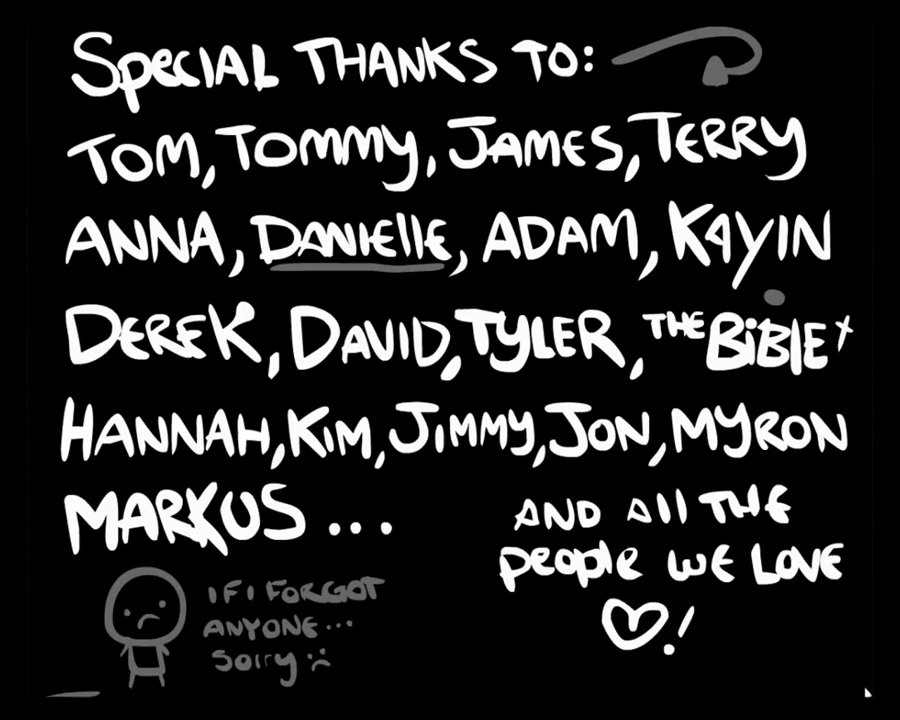 SPECIAL THANKS TO:
TOM, TOMMY, JAMES, TERRY
ANNA, DANIELLE, ADAM, KAYIN
DEREK, DAVID, TYLER, THE BIBLE
HANNAH, KIM, JIMMY, JON, MYRON
MARKUS...
AND ALL THE
PEOPLE WE LOVE
♡!
IF I FORGOT
ANYONE...
SORRY :(